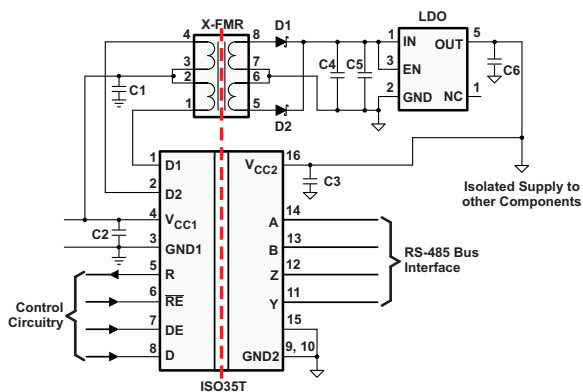 X-FMR
D1
LDO
4
8
1
IN
OUT
5
3
2
7
6
C4
C5
3
EN
C6
C1
2
GND
NC
1
1
5
D2
1
D1
VCC2
16
C3
Isolated Supply to
other Components
2
D2
4
VCC1
C2
3
GND1
A
14
B
13
Z
12
Y
11
RS-485 Bus
Interface
5
R
6
RE
7
DE
8
D
Control
Circuitry
15
GND2
9, 10
ISO35T